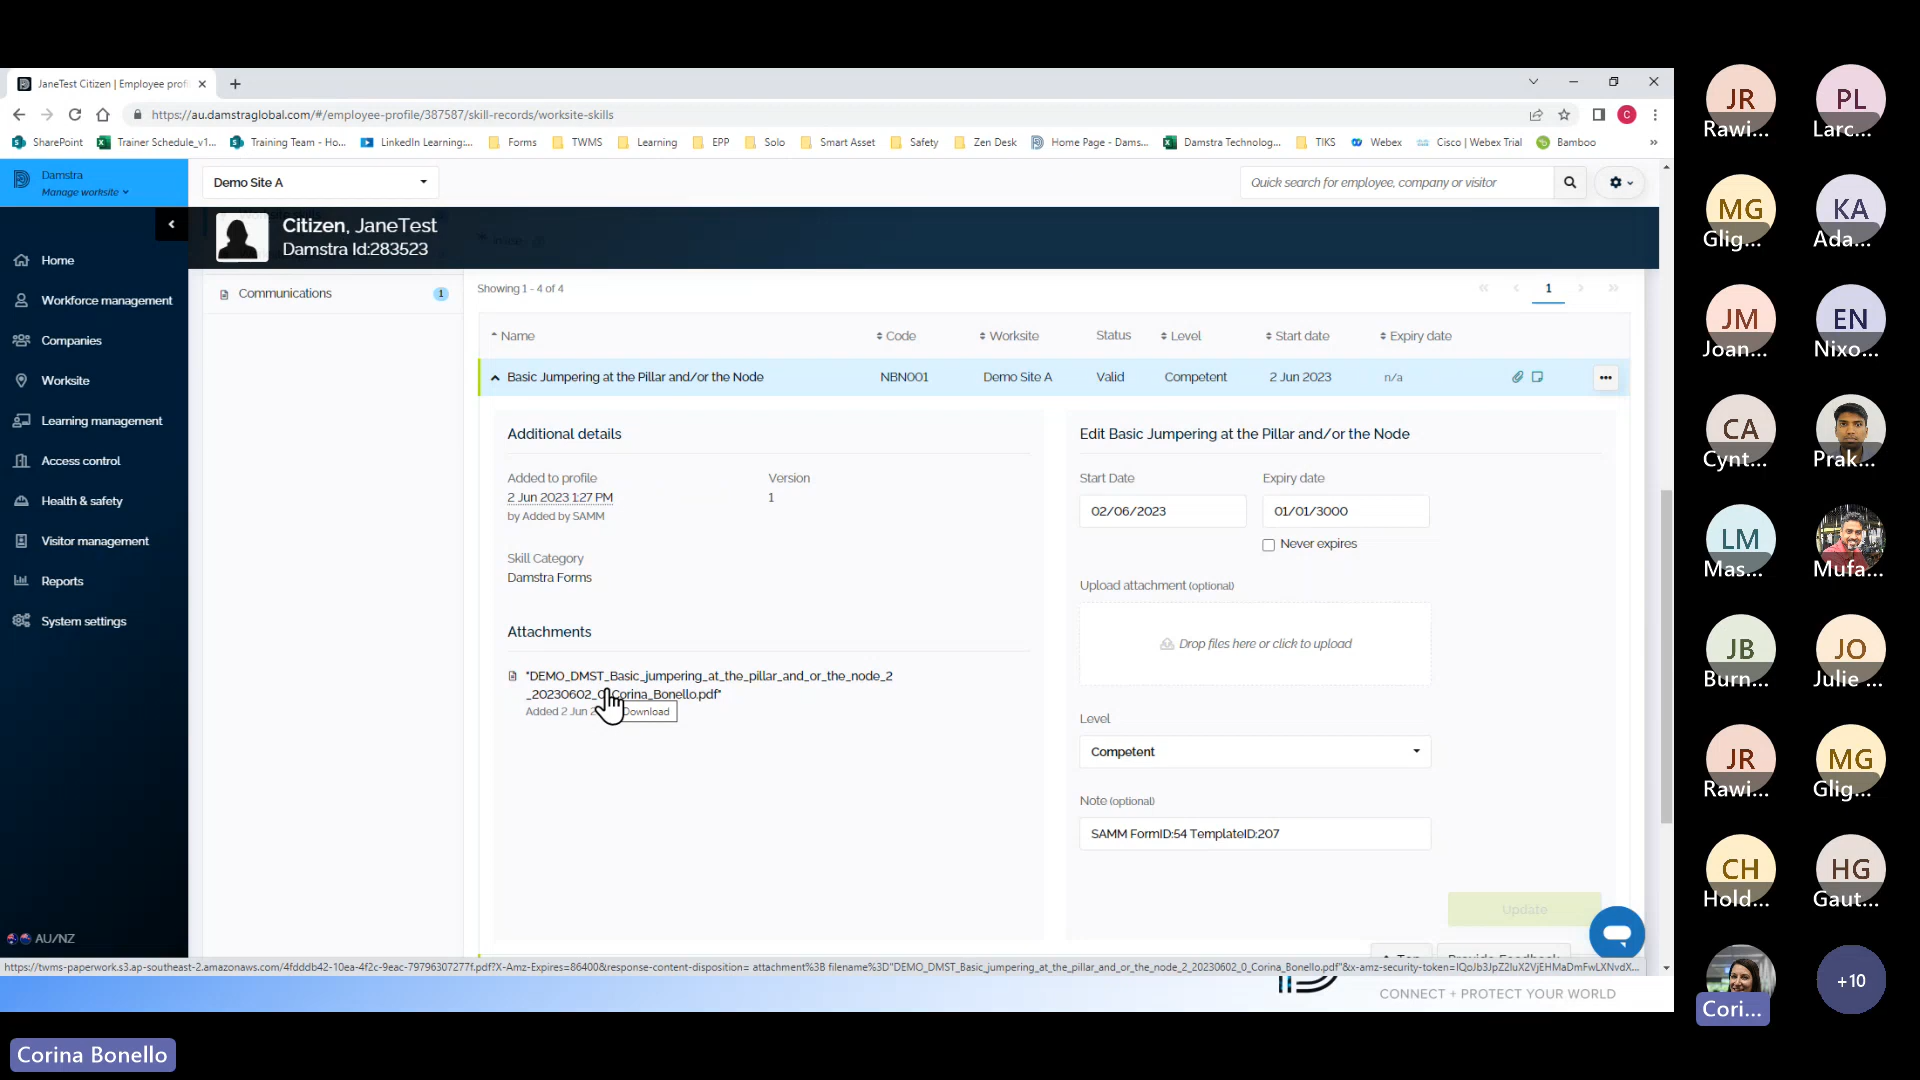 JaneTest Citizen | Employee profi
https://au.damstraglobal.com/#/employee-profile/387587/skill-records/worksite-skills
C
SharePoint
Trainer Schedule_v1...
Training Team - Ho...
LinkedIn Learning:...
Forms
TWMS
Learning
EPP
Solo
Smart Asset
Safety
Zen Desk
Home Page - Dams...
Damstra Technolog...
TIKS
Webex
Cisco | Webex Trial
Bamboo
»
Damstra
Manage worksite
Demo Site A
Quick search for employee, company or visitor
Citizen, JaneTest
Damstra Id:283523
Home
Workforce management
Companies
Worksite
Learning management
Access control
Health & safety
Visitor management
Reports
System settings
AU/NZ
Communications
1
Showing 1 - 4 of 4
« ‹ 1 › »
Name
Code
Worksite
Status
Level
Start date
Expiry date
Basic Jumpering at the Pillar and/or the Node
NBN001
Demo Site A
Valid
Competent
2 Jun 2023
n/a
Additional details
Added to profile
2 Jun 2023 1:27 PM
by Added by SAMM
Version
1
Skill Category
Damstra Forms
Attachments
"DEMO_DMST_Basic_jumpering_at_the_pillar_and_or_the_node_2
_20230602_0_Corina_Bonello.pdf"
Added 2 Jun 2
Download
Edit Basic Jumpering at the Pillar and/or the Node
Start Date
02/06/2023
Expiry date
01/01/3000
Never expires
Upload attachment (optional)
Drop files here or click to upload
Level
Competent
Note (optional)
SAMM FormID:54 TemplateID:207
Update
Top
Provide Feedback
CONNECT + PROTECT YOUR WORLD
Corina Bonello
JR
Rawi...
PL
Larc...
MG
Glig...
KA
Ada...
JM
Joan...
EN
Nixo...
CA
Cynt...
Prak...
LM
Mas...
Mufa...
JB
Burn...
JO
Julie ...
JR
Rawi...
MG
Glig...
CH
Hold...
HG
Gaut...
Cori...
+10